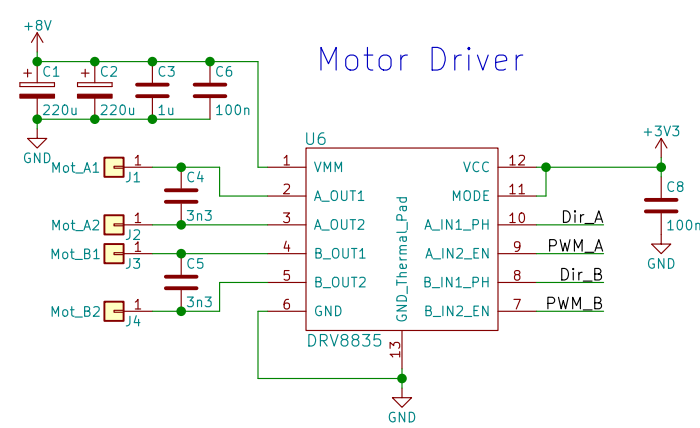 +8V
Motor Driver
C1
C2
C3
C6
220u
220u
1u
100n
GND
U6
+3V3
Mot_A1
1
J1
C4
3n3
Mot_A2
1
J2
Mot_B1
1
J3
C5
3n3
Mot_B2
1
J4
1 VMM
2 A_OUT1
3 A_OUT2
4 B_OUT1
5 B_OUT2
6 GND
GND_Thermal_Pad
13
VCC 12
MODE 11
A_IN1_PH 10 Dir_A
A_IN2_EN 9 PWM_A
B_IN1_PH 8 Dir_B
B_IN2_EN 7 PWM_B
C8
100n
GND
DRV8835
GND